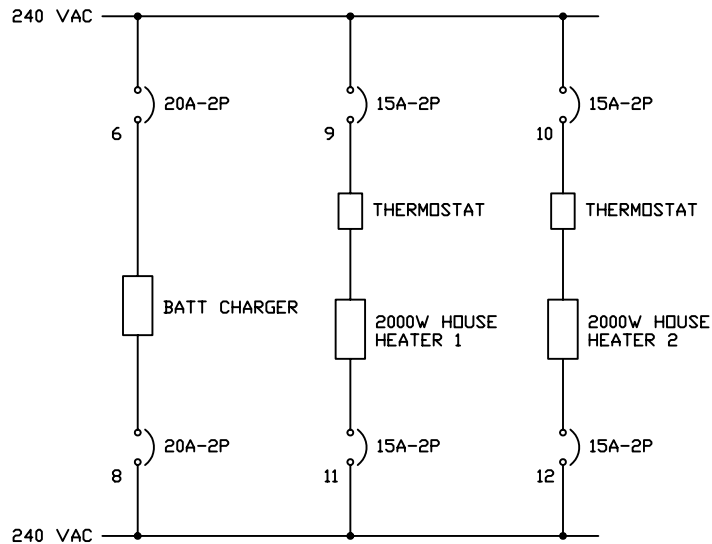 240 VAC
20A-2P
15A-2P
15A-2P
6
9
10
THERMOSTAT
THERMOSTAT
BATT CHARGER
2000W HOUSE
HEATER 1
2000W HOUSE
HEATER 2
20A-2P
15A-2P
15A-2P
8
11
12
240 VAC